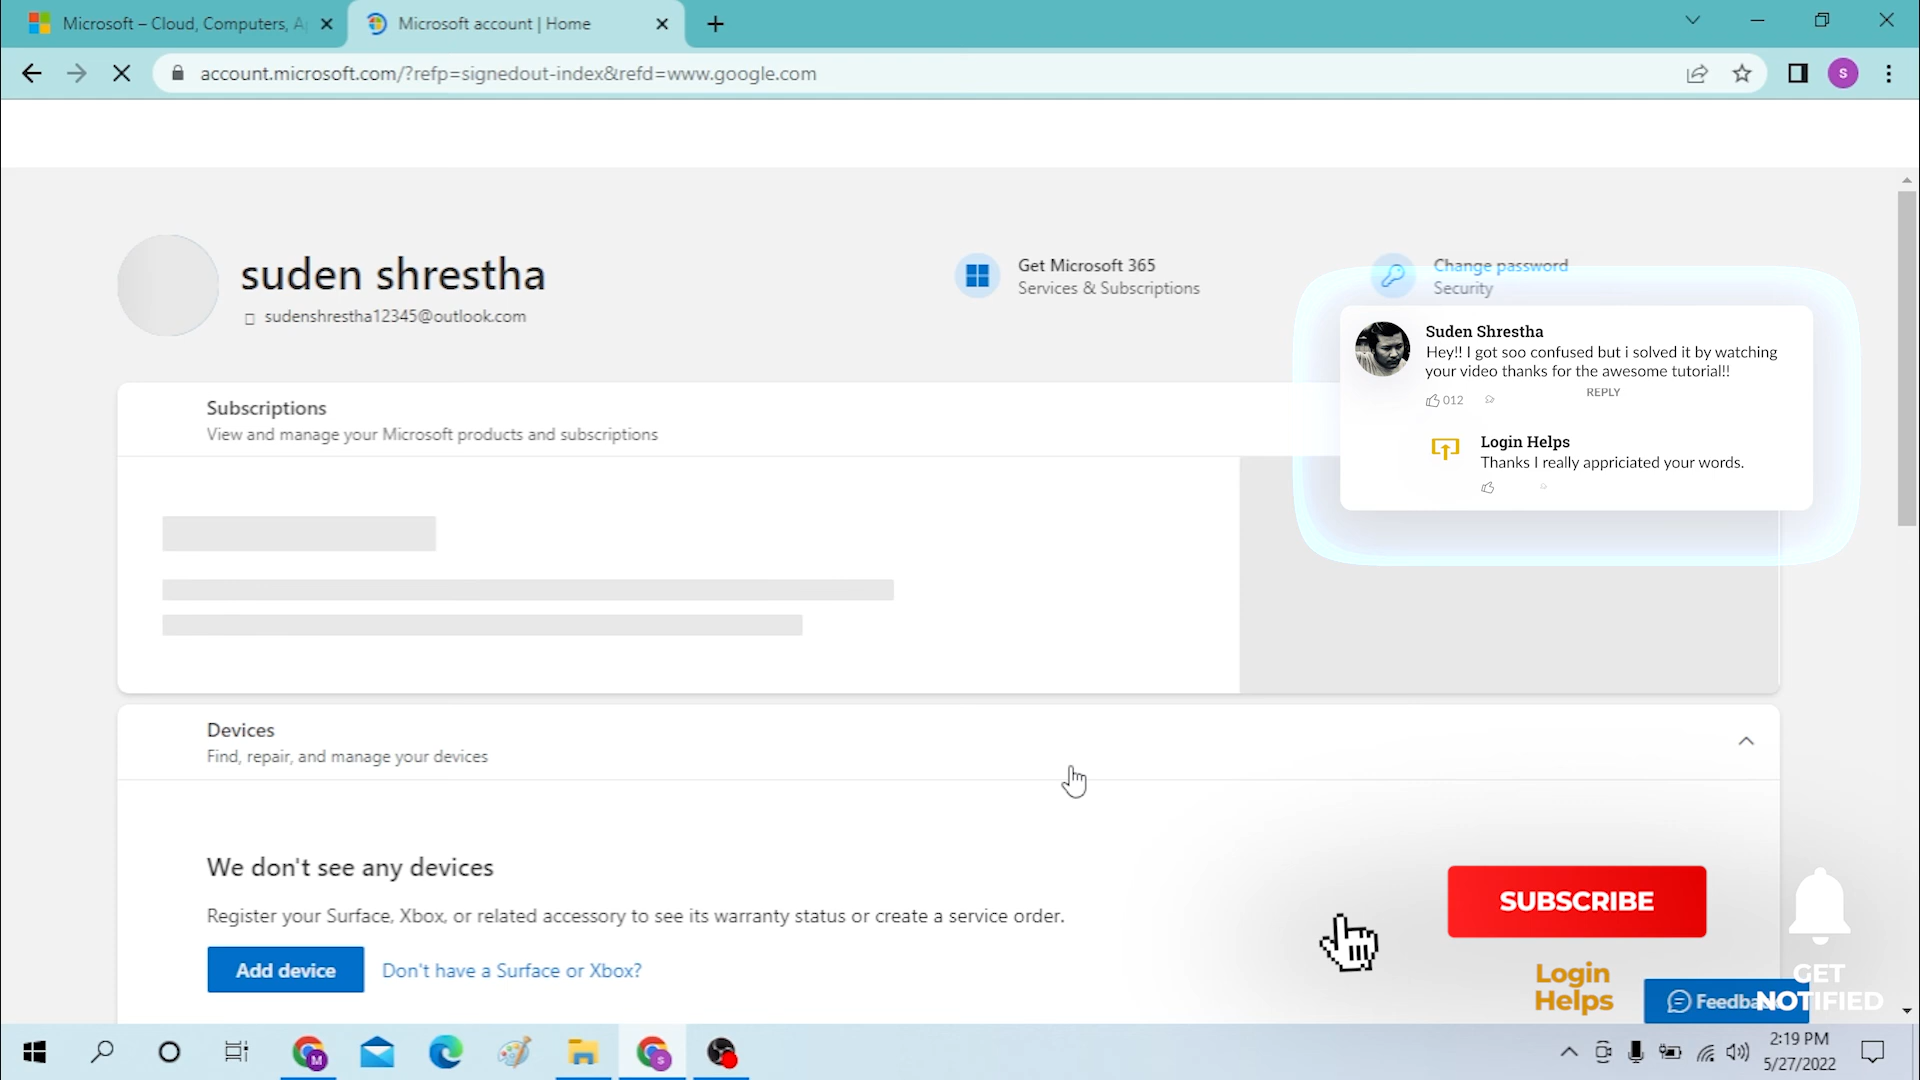 Microsoft – Cloud, Computers, A
Microsoft account | Home
account.microsoft.com/?refp=signedout-index&refd=www.google.com
S
suden shrestha
sudenshrestha12345@outlook.com
Get Microsoft 365
Services & Subscriptions
Change password
Security
Suden Shrestha
Hey!! I got soo confused but i solved it by watching
your video thanks for the awesome tutorial!!
012
REPLY
Login Helps
Thanks I really appriciated your words.
Subscriptions
View and manage your Microsoft products and subscriptions
Devices
Find, repair, and manage your devices
We don't see any devices
Register your Surface, Xbox, or related accessory to see its warranty status or create a service order.
Add device
Don't have a Surface or Xbox?
SUBSCRIBE
Login
Helps
GET
NOTIFIED
Feedba
M
S
2:19 PM
5/27/2022